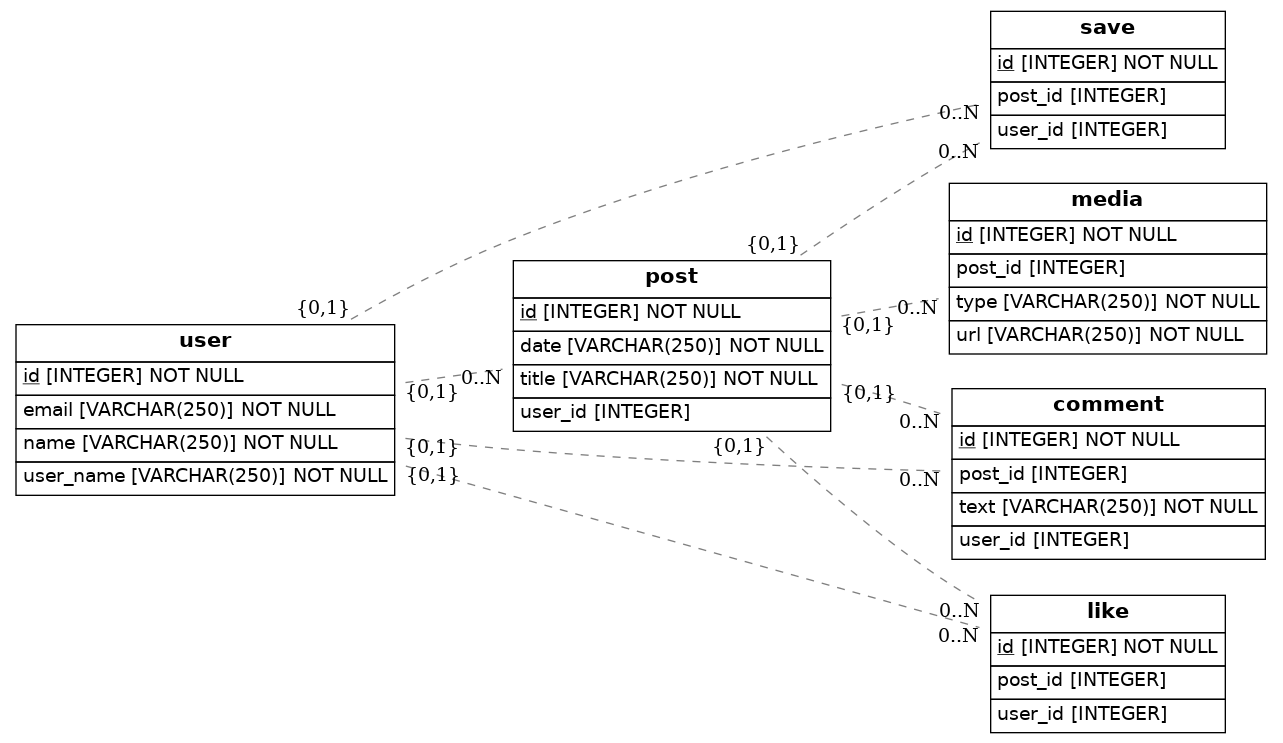 save
id [INTEGER] NOT NULL
post_id [INTEGER]
user_id [INTEGER]
0..N
0..N
{0,1}
{0,1}
media
id [INTEGER] NOT NULL
post_id [INTEGER]
type [VARCHAR(250)] NOT NULL
url [VARCHAR(250)] NOT NULL
post
id [INTEGER] NOT NULL
date [VARCHAR(250)] NOT NULL
title [VARCHAR(250)] NOT NULL
user_id [INTEGER]
{0,1}
0..N
user
id [INTEGER] NOT NULL
email [VARCHAR(250)] NOT NULL
name [VARCHAR(250)] NOT NULL
user_name [VARCHAR(250)] NOT NULL
{0,1}
0..N
{0,1}
0..N
{0,1}
{0,1}
{0,1}
0..N
comment
id [INTEGER] NOT NULL
post_id [INTEGER]
text [VARCHAR(250)] NOT NULL
user_id [INTEGER]
0..N
0..N
like
id [INTEGER] NOT NULL
post_id [INTEGER]
user_id [INTEGER]